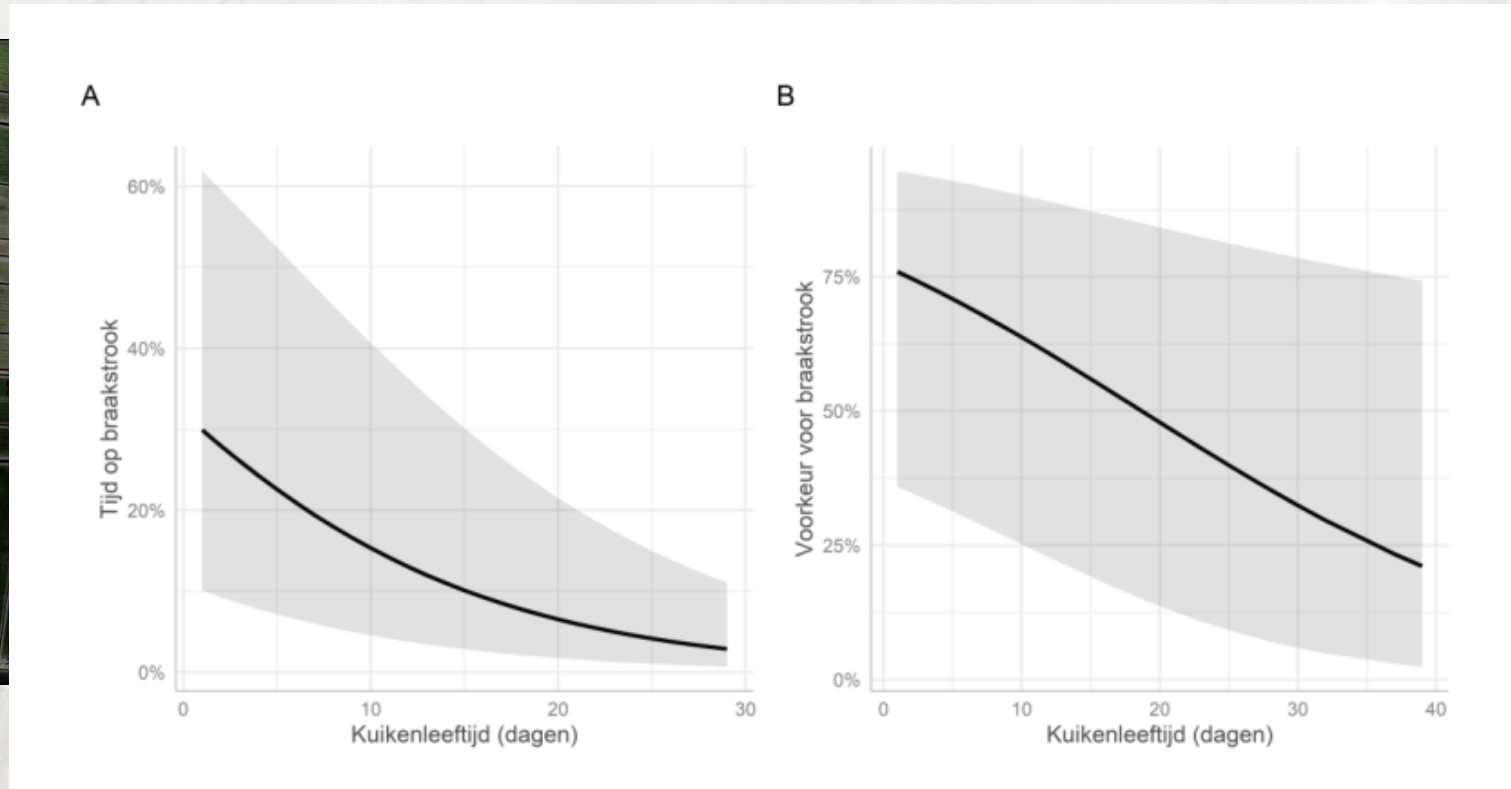 A
60%
40%
20%
0%
Tijd op braakstrook
0 10 20 30
Kuikenleeftijd (dagen)
B
75%
50%
25%
0%
Voorkeur voor braakstrook
0 10 20 30 40
Kuikenleeftijd (dagen)